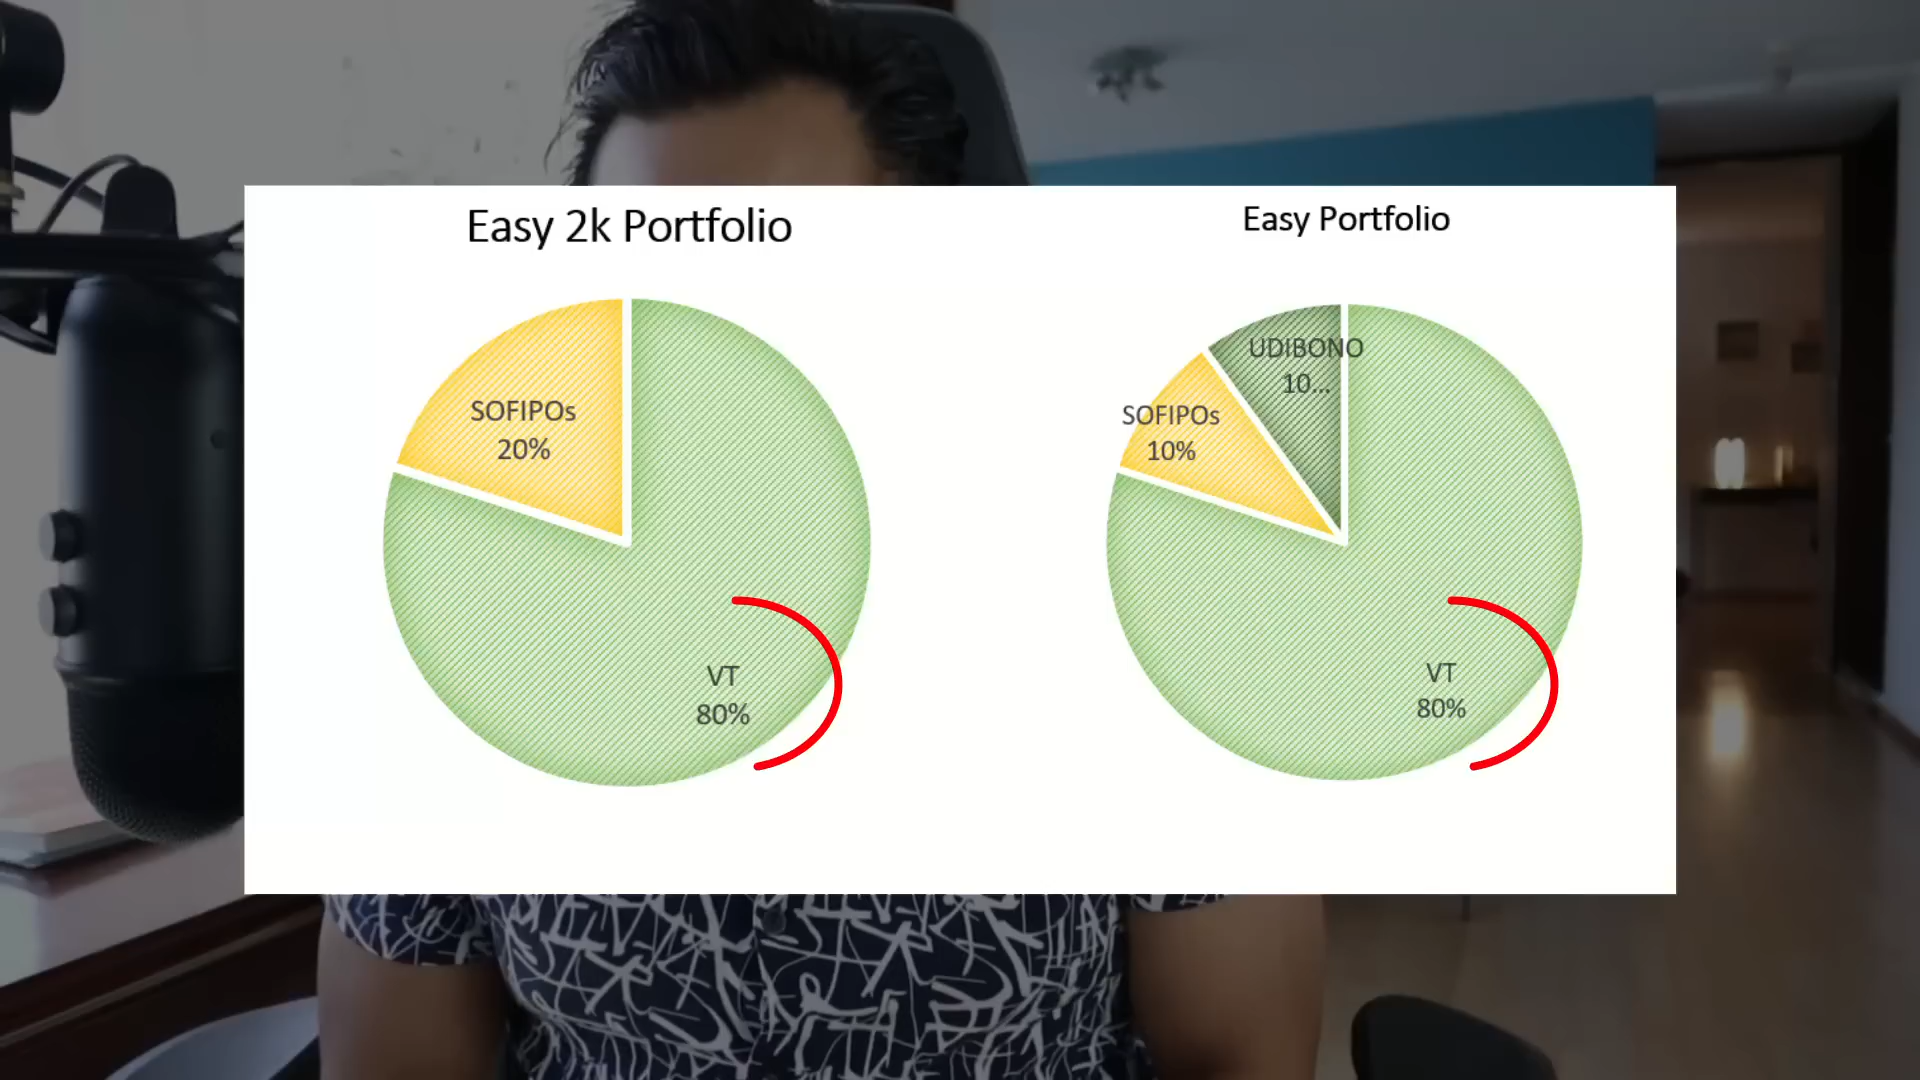 Easy 2k Portfolio
SOFIPOs
20%
VT
80%
Easy Portfolio
UDIBONO
10...
SOFIPOs
10%
VT
80%